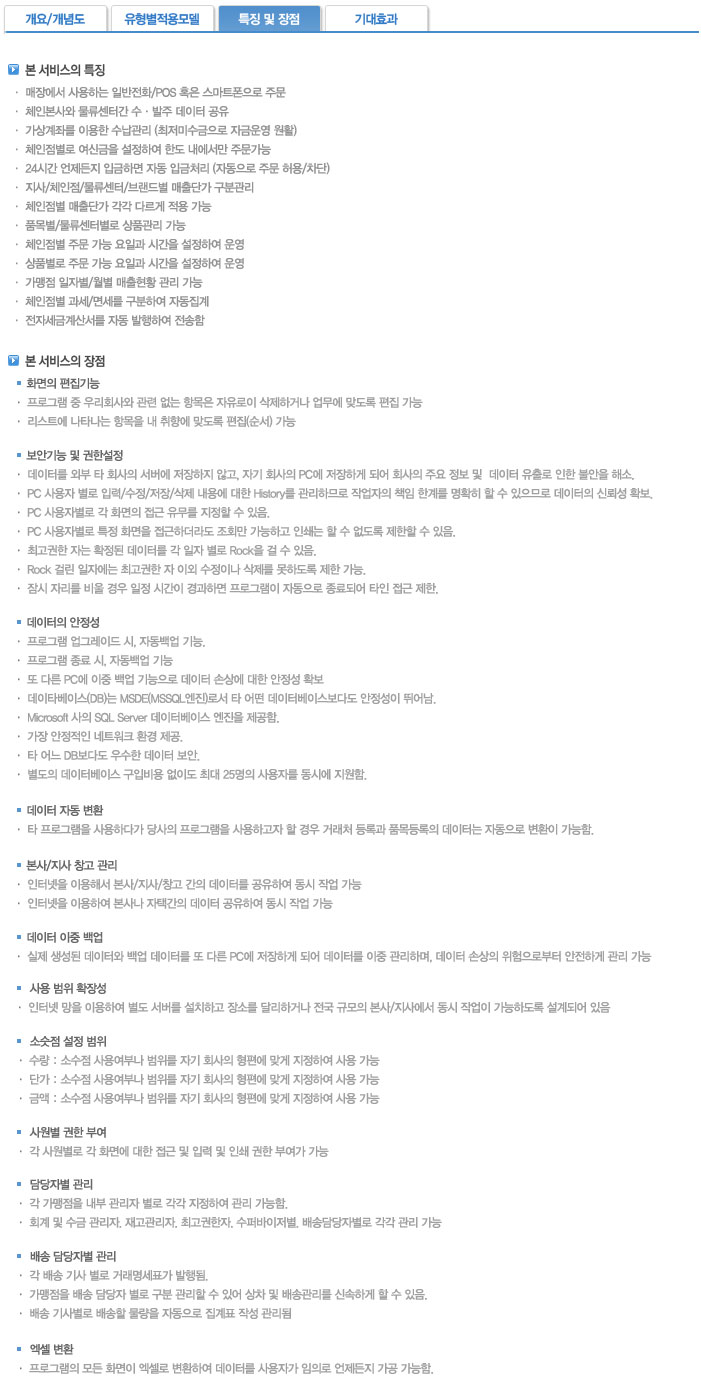 개요/개념도 유형별적용모델 특징 및 장점 기대효과
본 서비스의 특징
· 매장에서 사용하는 일반전화/POS 혹은 스마트폰으로 주문
· 체인본사와 물류센터간 수 · 발주 데이터 공유
· 가상계좌를 이용한 수납관리 (최저미수금으로 자금운영 원활)
· 체인점별로 여신금을 설정하여 한도 내에서만 주문가능
· 24시간 언제든지 입금하면 자동 입금처리 (자동으로 주문 허용/차단)
· 지사/체인점/물류센터/브랜드별 매출단가 구분관리
· 체인점별 매출단가 각각 다르게 적용 가능
· 품목별/물류센터별로 상품관리 가능
· 체인점별 주문 가능 요일과 시간을 설정하여 운영
· 상품별로 주문 가능 요일과 시간을 설정하여 운영
· 가맹점 일자별/월별 매출현황 관리 가능
· 체인점별 과세/면세를 구분하여 자동집계
· 전자세금계산서를 자동 발행하여 전송함
본 서비스의 장점
화면의 편집기능
· 프로그램 중 우리회사와 관련 없는 항목은 자유로이 삭제하거나 업무에 맞도록 편집 가능
· 리스트에 나타나는 항목을 내 취향에 맞도록 편집(순서) 가능
보안기능 및 권한설정
· 데이터를 외부 타 회사의 서버에 저장하지 않고, 자기 회사의 PC에 저장하게 되어 회사의 주요 정보 및 데이터 유출로 인한 불안을 해소.
· PC 사용자 별로 입력/수정/저장/삭제 내용에 대한 History를 관리하므로 작업자의 책임 한계를 명확히 할 수 있으므로 데이터의 신뢰성 확보.
· PC 사용자별로 각 화면의 접근 유무를 지정할 수 있음.
· PC 사용자별로 특정 화면을 접근하더라도 조회만 가능하고 인쇄는 할 수 없도록 제한할 수 있음.
· 최고권한 자는 확정된 데이터를 각 일자 별로 Rock을 걸 수 있음.
· Rock 걸린 일자에는 최고권한 자 이외 수정이나 삭제를 못하도록 제한 가능.
· 잠시 자리를 비울 경우 일정 시간이 경과하면 프로그램이 자동으로 종료되어 타인 접근 제한.
데이터의 안정성
· 프로그램 업그레이드 시, 자동백업 기능.
· 프로그램 종료 시, 자동백업 기능
· 또 다른 PC에 이중 백업 기능으로 데이터 손상에 대한 안정성 확보
· 데이타베이스(DB)는 MSDE(MSSQL엔진)로서 타 어떤 데이터베이스보다도 안정성이 뛰어남.
· Microsoft 사의 SQL Server 데이터베이스 엔진을 제공함.
· 가장 안정적인 네트워크 환경 제공.
· 타 어느 DB보다도 우수한 데이터 보안.
· 별도의 데이터베이스 구입비용 없이도 최대 25명의 사용자를 동시에 지원함.
데이터 자동 변환
· 타 프로그램을 사용하다가 당사의 프로그램을 사용하고자 할 경우 거래처 등록과 품목등록의 데이터는 자동으로 변환이 가능함.
본사/지사 창고 관리
· 인터넷을 이용해서 본사/지사/창고 간의 데이터를 공유하여 동시 작업 가능
· 인터넷을 이용하여 본사나 자택간의 데이터 공유하여 동시 작업 가능
데이터 이중 백업
· 실제 생성된 데이터와 백업 데이터를 또 다른 PC에 저장하게 되어 데이터를 이중 관리하며, 데이터 손상의 위험으로부터 안전하게 관리 가능
사용 범위 확장성
· 인터넷 망을 이용하여 별도 서버를 설치하고 장소를 달리하거나 전국 규모의 본사/지사에서 동시 작업이 가능하도록 설계되어 있음
소숫점 설정 범위
· 수량 : 소수점 사용여부나 범위를 자기 회사의 형편에 맞게 지정하여 사용 가능
· 단가 : 소수점 사용여부나 범위를 자기 회사의 형편에 맞게 지정하여 사용 가능
· 금액 : 소수점 사용여부나 범위를 자기 회사의 형편에 맞게 지정하여 사용 가능
사원별 권한 부여
· 각 사원별로 각 화면에 대한 접근 및 입력 및 인쇄 권한 부여가 가능
담당자별 관리
· 각 가맹점을 내부 관리자 별로 각각 지정하여 관리 가능함.
· 회계 및 수금 관리자, 재고관리자, 최고권한자, 수퍼바이저별, 배송담당자별로 각각 관리 가능
배송 담당자별 관리
· 각 배송 기사 별로 거래명세표가 발행됨.
· 가맹점을 배송 담당자 별로 구분 관리할 수 있어 상차 및 배송관리를 신속하게 할 수 있음.
· 배송 기사별로 배송할 물량을 자동으로 집계표 작성 관리됨
엑셀 변환
· 프로그램의 모든 화면이 엑셀로 변환하여 데이터를 사용자가 임의로 언제든지 가공 가능함.